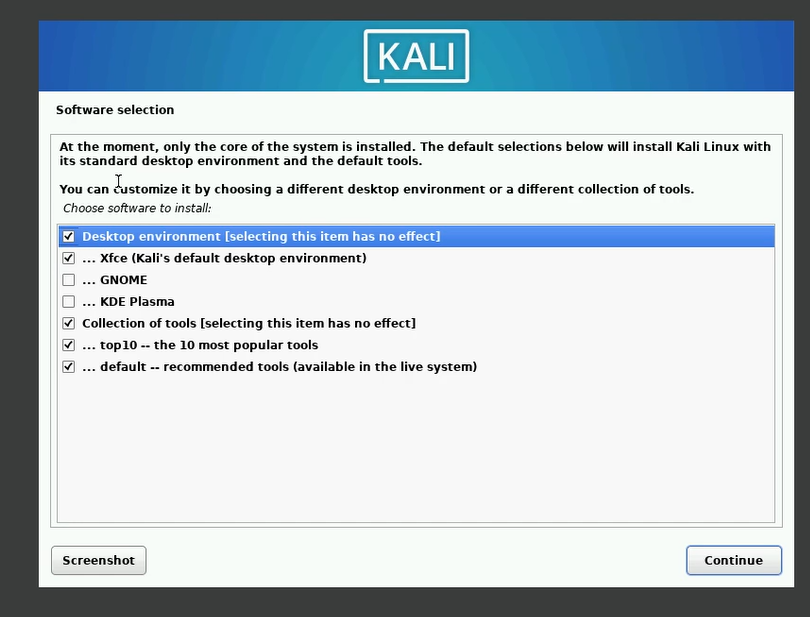 KALI
Software selection
At the moment, only the core of the system is installed. The default selections below will install Kali Linux with
its standard desktop environment and the default tools.
You can customize it by choosing a different desktop environment or a different collection of tools.
Choose software to install:
Desktop environment [selecting this item has no effect]
... Xfce (Kali's default desktop environment)
... GNOME
... KDE Plasma
Collection of tools [selecting this item has no effect]
... top10 -- the 10 most popular tools
... default -- recommended tools (available in the live system)
Screenshot
Continue